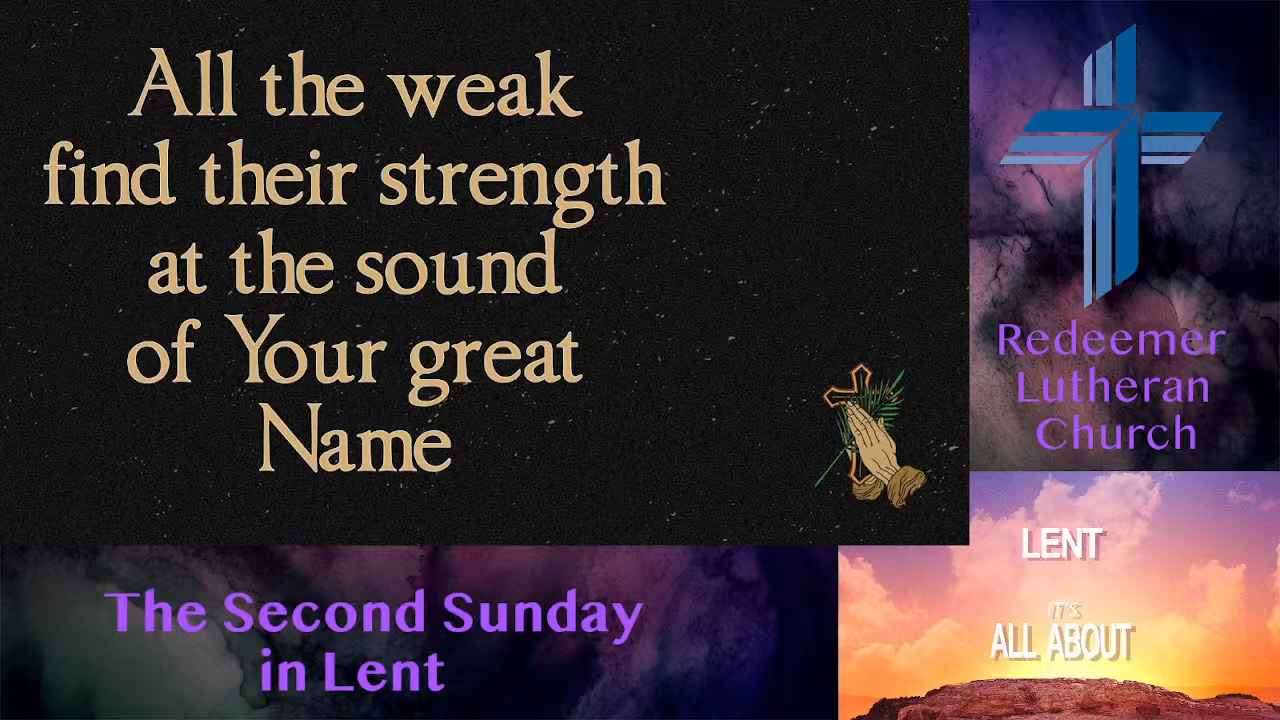 All the weak
find their strength
at the sound
of Your great
Name
Redeemer
Lutheran
Church
The Second Sunday
in Lent
LENT
IT'S
ALL ABOUT